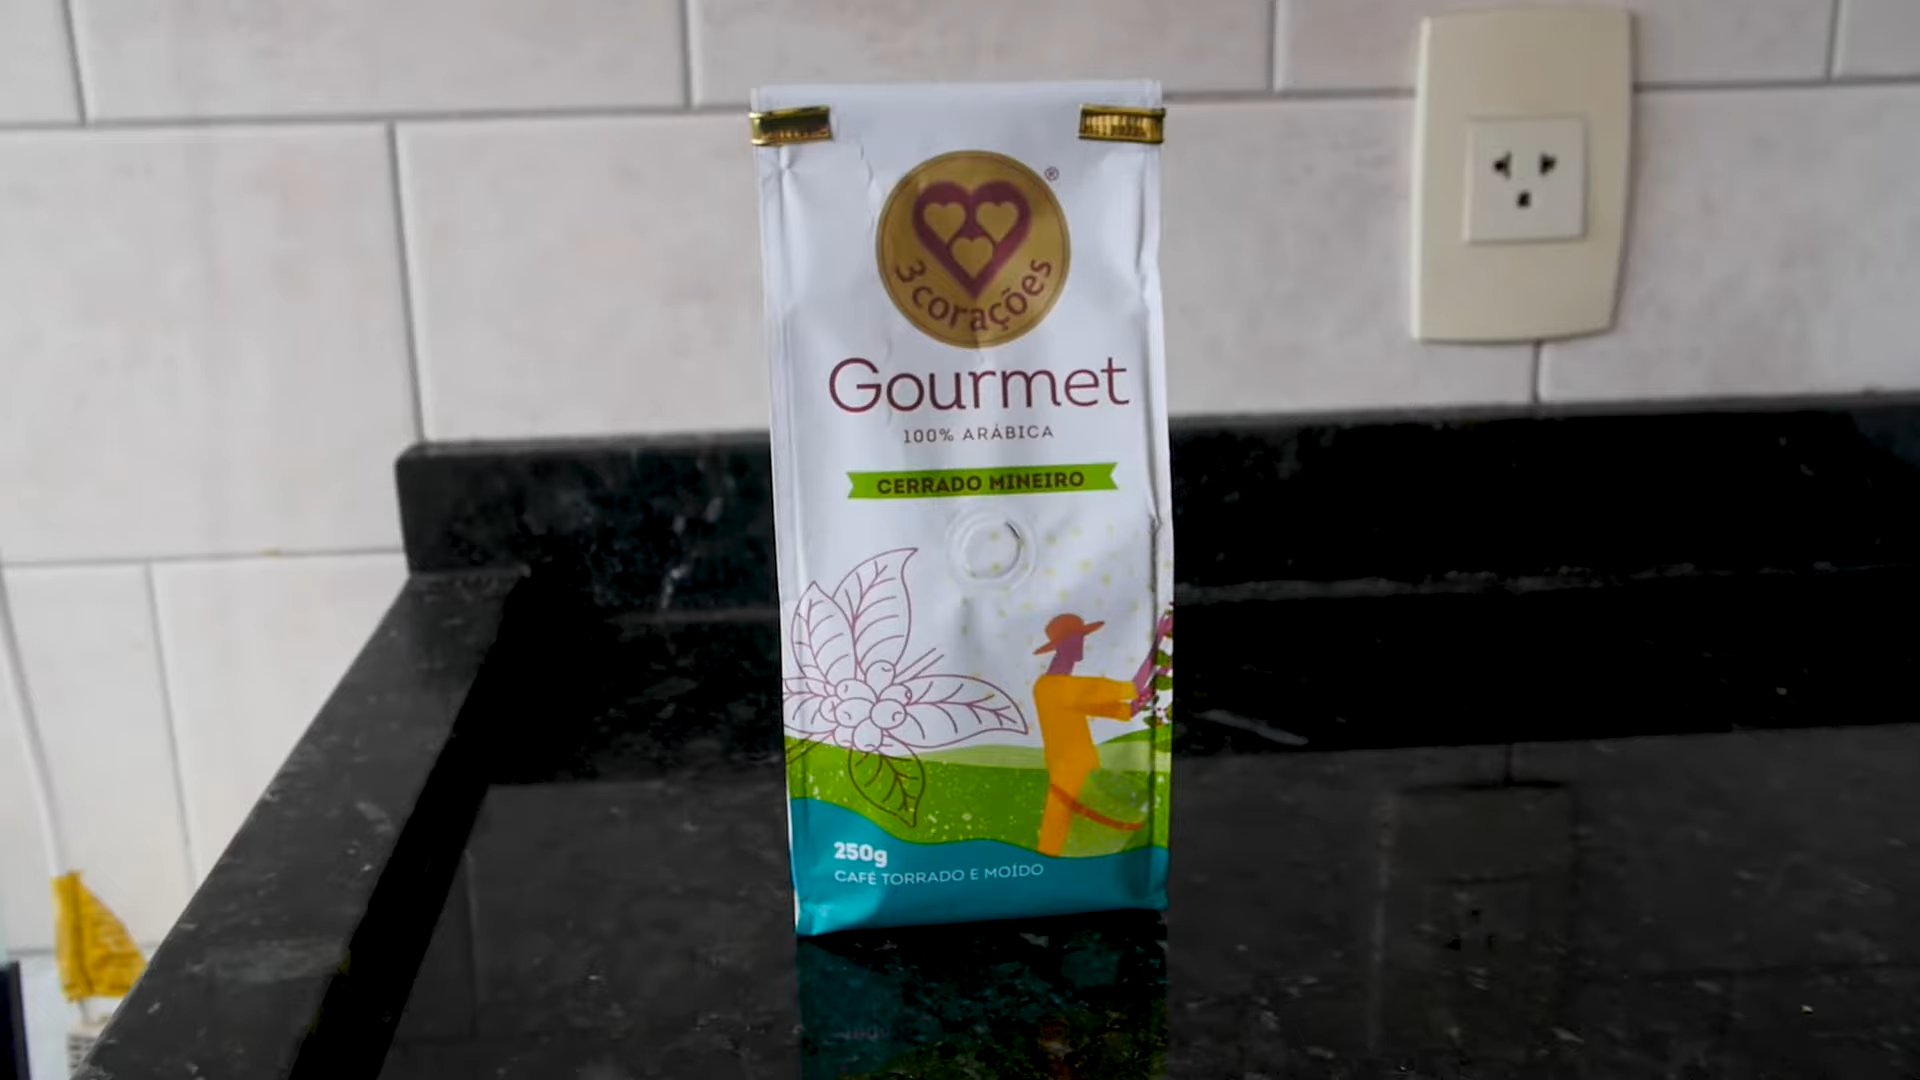 ®
3 corações
Gourmet
100% ARÁBICA
CERRADO MINEIRO
250g
CAFÉ TORRADO E MOÍDO